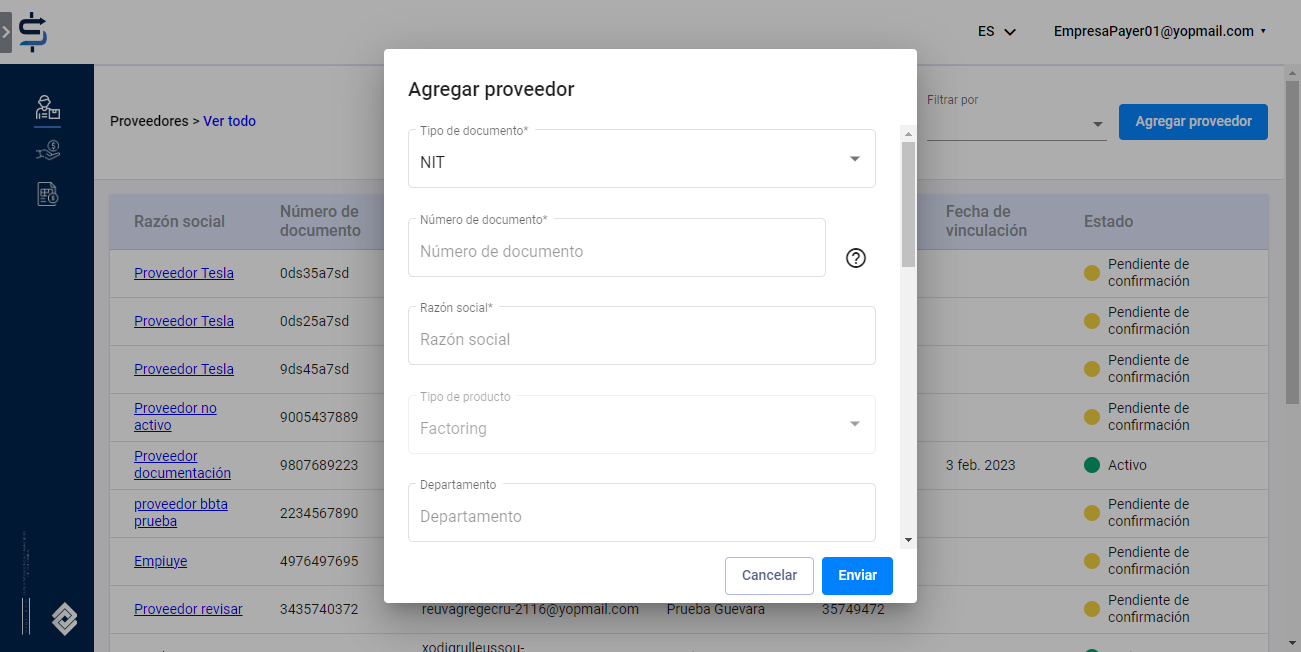 ES
EmpresaPayer01@yopmail.com
Proveedores > Ver todo
Filtrar por
Agregar proveedor
Razón social
Número de
documento
Fecha de
vinculación
Estado
Proveedor Tesla
0ds35a7sd
Pendiente de
confirmación
Proveedor Tesla
0ds25a7sd
Pendiente de
confirmación
Proveedor Tesla
9ds45a7sd
Pendiente de
confirmación
Proveedor no
activo
9005437889
Pendiente de
confirmación
Proveedor
documentación
9807689223
3 feb. 2023
Activo
proveedor bbta
prueba
2234567890
Pendiente de
confirmación
Empiuye
4976497695
Pendiente de
confirmación
Proveedor revisar
3435740372
reuvagregecru-2116@yopmail.com
Prueba Guevara
35749472
Pendiente de
confirmación
xodigrulleussou-
Agregar proveedor
Tipo de documento*
NIT
Número de documento*
Número de documento
Razón social*
Razón social
Tipo de producto
Factoring
Departamento
Departamento
Cancelar
Enviar